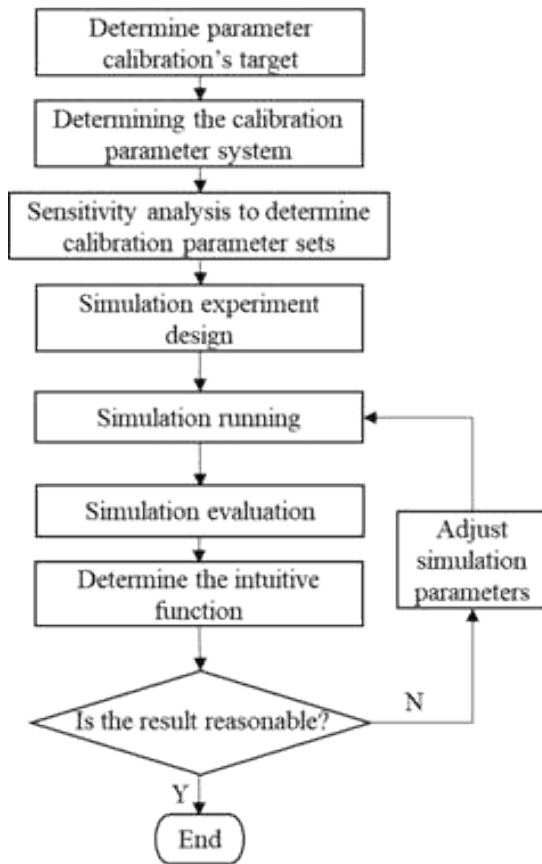 Determine parameter
calibration's target
Determining the calibration
parameter system
Sensitivity analysis to determine
calibration parameter sets
Simulation experiment
design
Simulation running
Simulation evaluation
Determine the intuitive
function
Adjust
simulation
parameters
Is the result reasonable?
N
Y
End